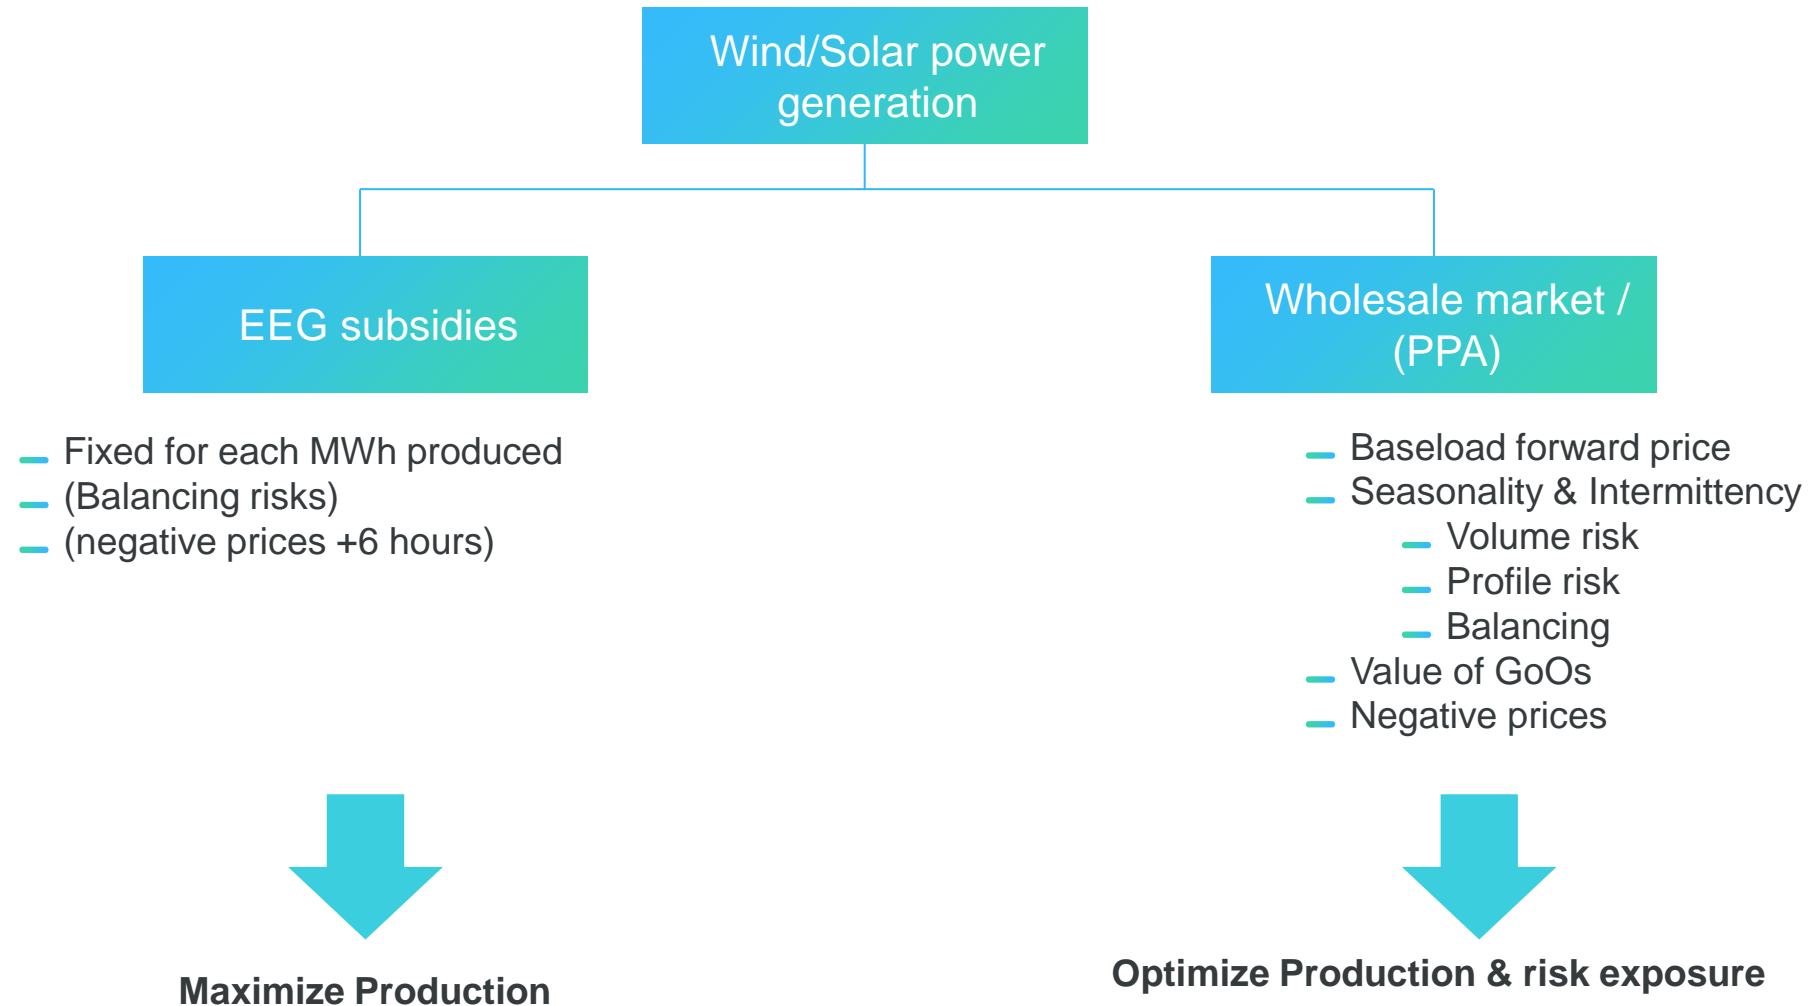 Wind/Solar power
generation
EEG subsidies
Fixed for each MWh produced
(Balancing risks)
(negative prices +6 hours)
Maximize Production
Wholesale market /
(PPA)
Baseload forward price
Seasonality & Intermittency
Volume risk
Profile risk
Balancing
Value of GoOs
Negative prices
Optimize Production & risk exposure